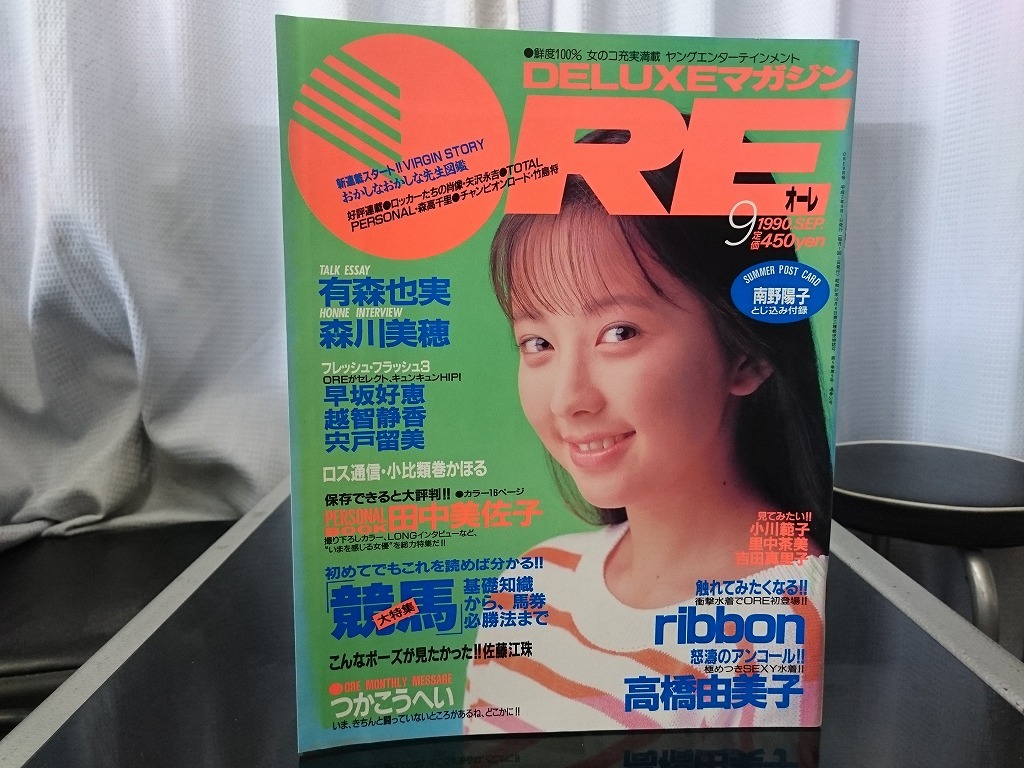 ●鮮度100% 女のコ充実満載 ヤングエンターテインメント
DELUXEマガジン
ORE
オーレ
9 1990.SEP.
定価450yen
新連載スタート!! VIRGIN STORY
おかしなおかしな先生図鑑
好評連載●ロッカーたちの肖像・矢沢永吉●TOTAL
PERSONAL・森高千里●チャンピオンロード・竹島将
SUMMER POST CARD
南野陽子
とじ込み付録
TALK ESSAY
有森也実
HONNE INTERVIEW
森川美穂
フレッシュ・フラッシュ3
OREがセレクト、キュンキュンHIP!
早坂好恵
越智静香
宍戸留美
ロス通信・小比類巻かほる
保存できると大評判!! ●カラー16ページ
PERSONAL BOOK 田中美佐子
撮り下ろしカラー、LONGインタビューなど、
“いまを感じる女優”を総力特集だ!!
初めてでもこれを読めば分かる!!
「競馬」
大特集
基礎知識
から、馬券
必勝法まで
こんなポーズが見たかった!!佐藤江珠
●ORE MONTHLY MESSAGE
つかこうへい
いま、きちんと闘っていないところがあるね、どこかに!!
見てみたい!!
小川範子
里中茶美
吉田真里子
触れてみたくなる!!
衝撃水着でORE初登場!!
ribbon
怒濤のアンコール!!
極めつきSEXY水着!!
高橋由美子